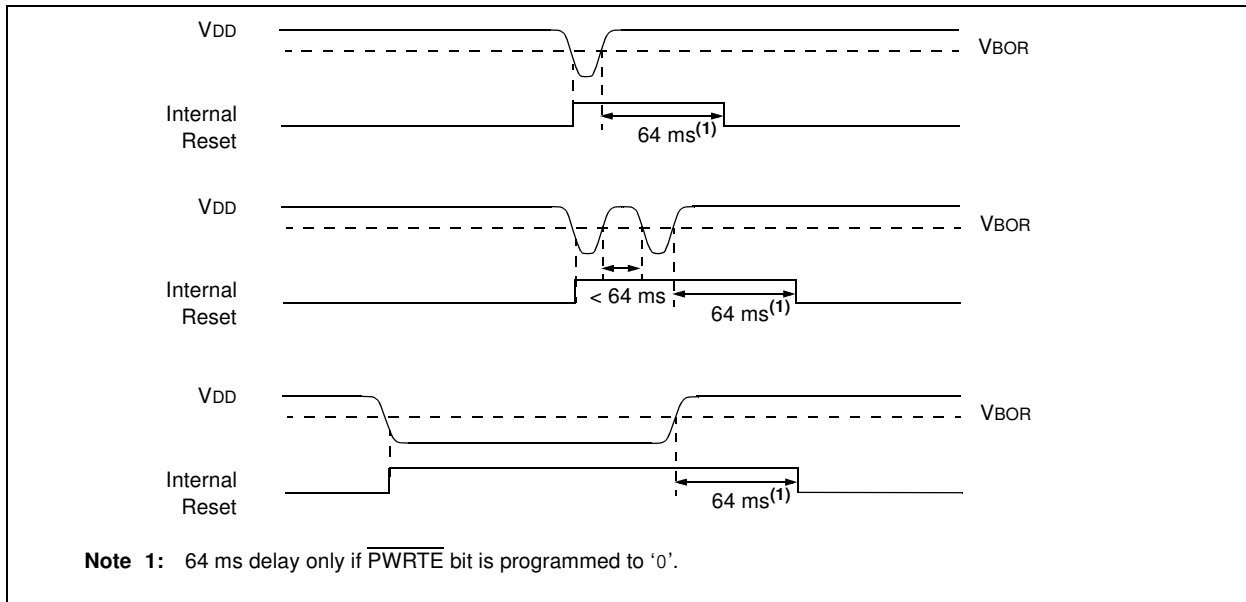 VDD
VBOR
Internal
Reset
64 ms(1)
VDD
VBOR
Internal
Reset
< 64 ms
64 ms(1)
VDD
VBOR
Internal
Reset
64 ms(1)
Note 1: 64 ms delay only if PWRTE bit is programmed to ‘0’.